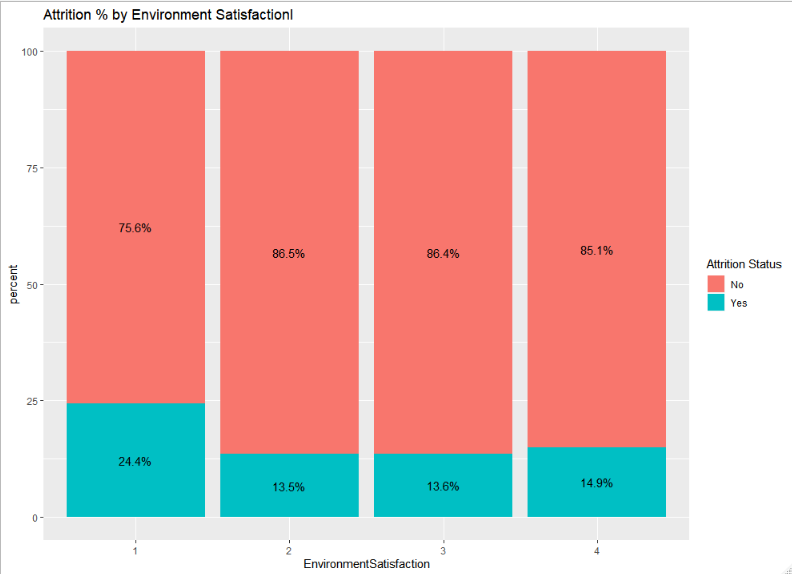 Attrition % by Environment Satisfactionl
100
75
50
25
0
percent
75.6%
86.5%
86.4%
85.1%
24.4%
13.5%
13.6%
14.9%
1
2
3
4
EnvironmentSatisfaction
Attrition Status
No
Yes